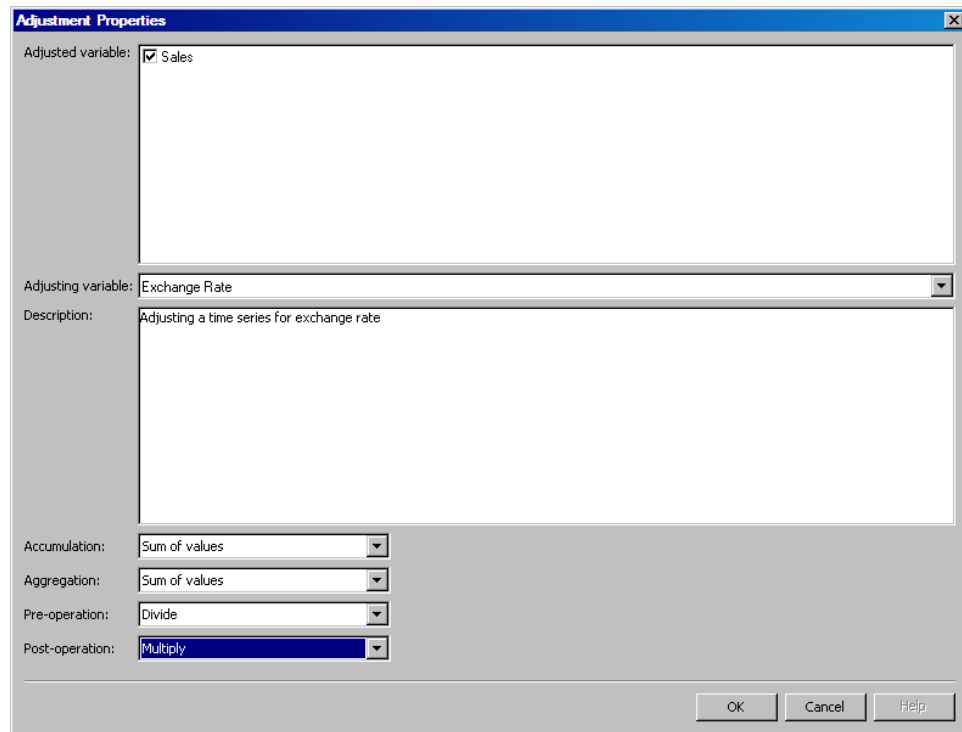 Adjustment Properties
Adjusted variable: Sales
Adjusting variable: Exchange Rate
Description: Adjusting a time series for exchange rate
Accumulation: Sum of values
Aggregation: Sum of values
Pre-operation: Divide
Post-operation: Multiply
OK Cancel Help